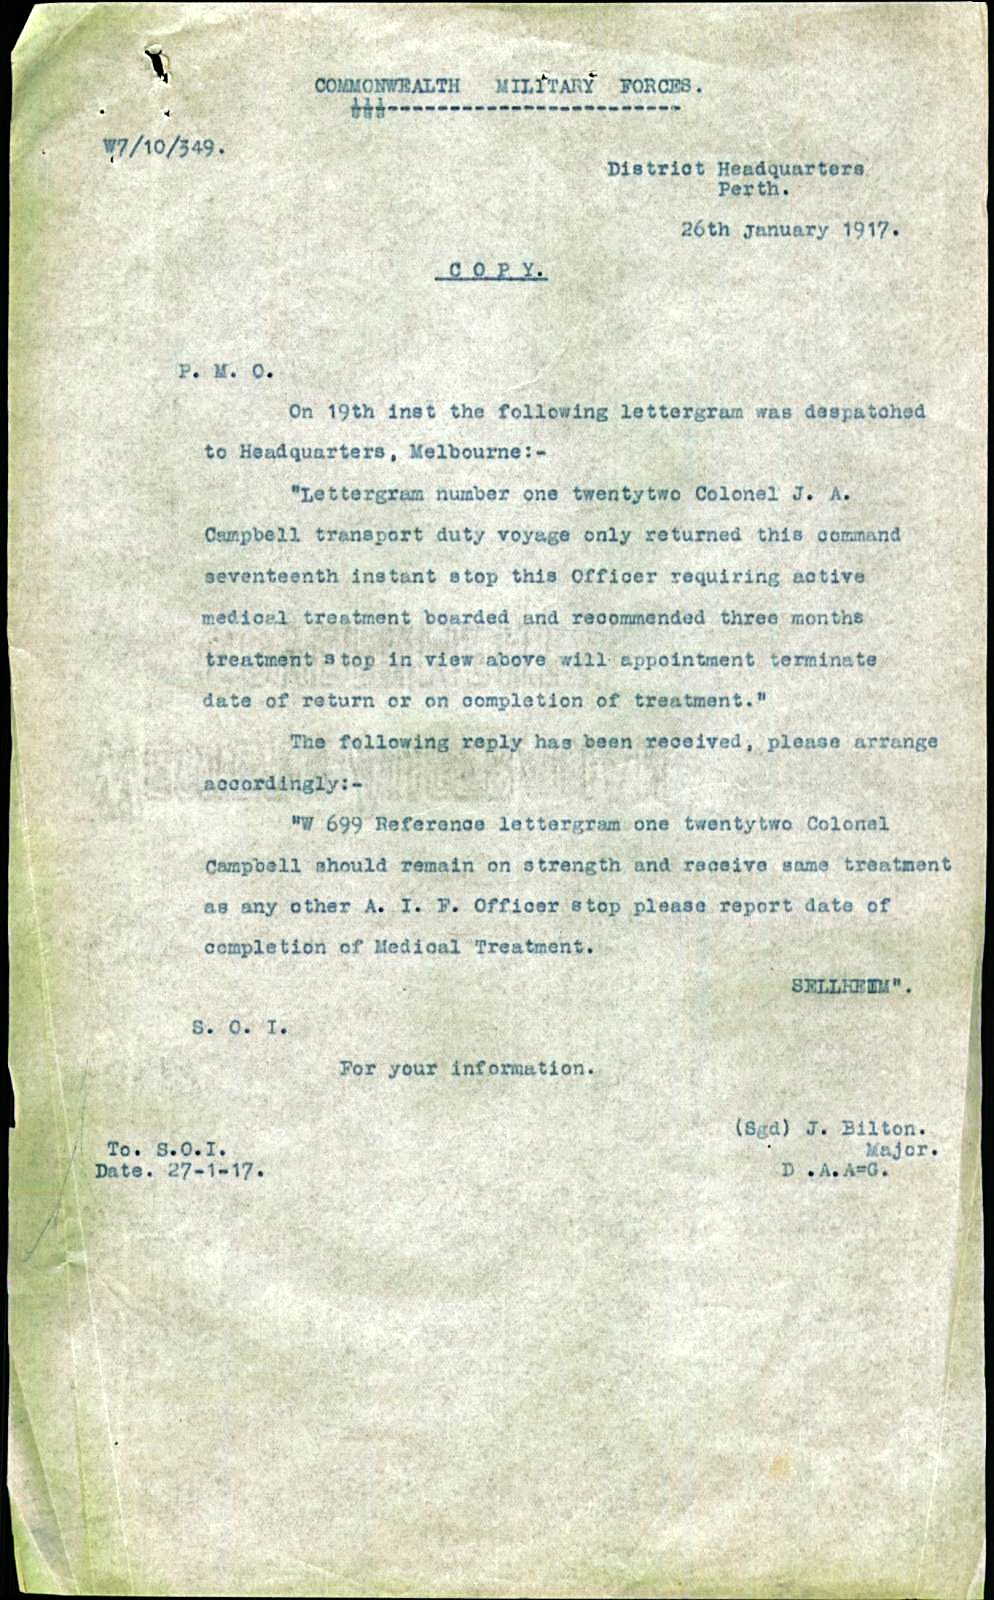 COMMONWEALTH MILITARY FORCES.
W7/10/349.
District Headquarters
Perth.
26th January 1917.
C O P Y.
P. M. O.
On 19th inst the following lettergram was despatched
to Headquarters, Melbourne:-
"Lettergram number one twentytwo Colonel J. A.
Campbell transport duty voyage only returned this command
seventeenth instant stop this Officer requiring active
medical treatment boarded and recommended three months
treatment stop in view above will appointment terminate
date of return or on completion of treatment."
The following reply has been received, please arrange
accordingly:-
"W 699 Reference lettergram one twentytwo Colonel
Campbell should remain on strength and receive same treatment
as any other A. I. F. Officer stop please report date of
completion of Medical Treatment.
SELLHEIM".
S. O. I.
For your information.
(Sgd) J. Bilton.
Major.
D .A.A=G.
To. S.O.I.
Date. 27-1-17.